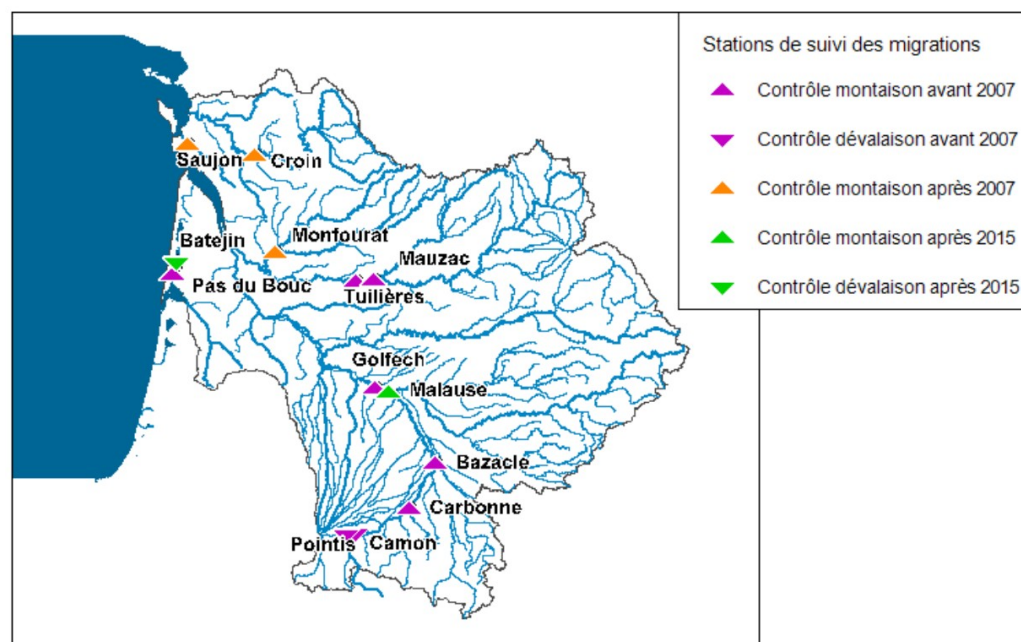 Stations de suivi des migrations
Contrôle montaison avant 2007
Contrôle dévalaison avant 2007
Contrôle montaison après 2007
Contrôle montaison après 2015
Contrôle dévalaison après 2015
Saujon
Croin
Batejin
Monfourat
Mauzac
Pas du Bouc
Tuilières
Golfech
Malause
Bazacle
Carbonne
Pointis
Camon